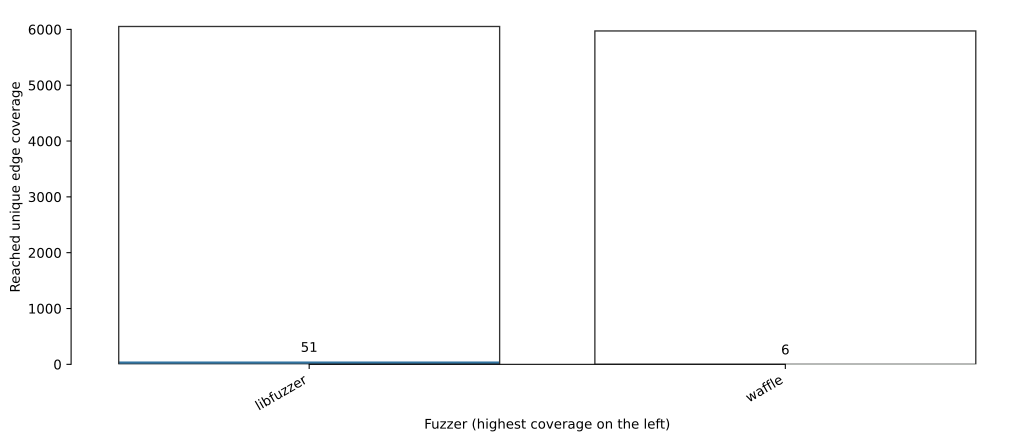 6000
5000
4000
3000
2000
1000
0
Reached unique edge coverage
51
6
libfuzzer
waffle
Fuzzer (highest coverage on the left)